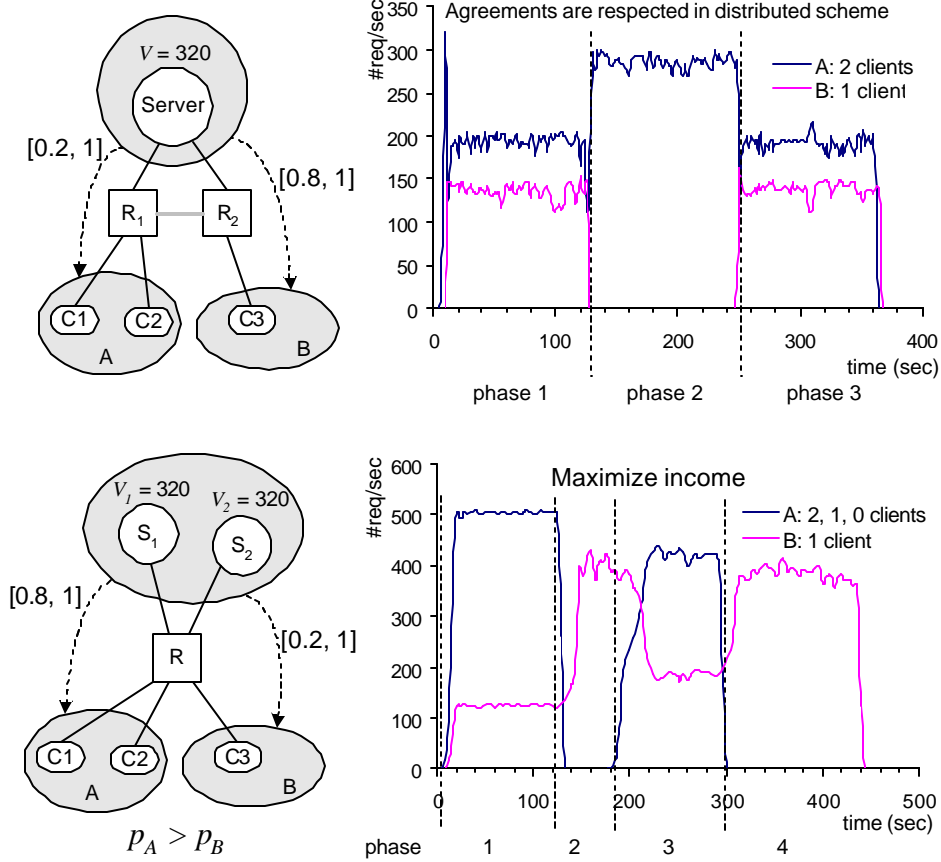 V = 320
Server
[0.2, 1]
[0.8, 1]
R1
R2
C1
C2
C3
A
B
Agreements are respected in distributed scheme
#req/sec
350
300
250
200
150
100
50
0
A: 2 clients
B: 1 client
0
100
200
300
400
time (sec)
phase 1
phase 2
phase 3
V1 = 320
V2 = 320
S1
S2
[0.8, 1]
[0.2, 1]
R
C1
C2
C3
A
B
pA > pB
Maximize income
#req/sec
600
500
400
300
200
100
0
A: 2, 1, 0 clients
B: 1 client
0
100
200
300
400
500
time (sec)
phase
1
2
3
4